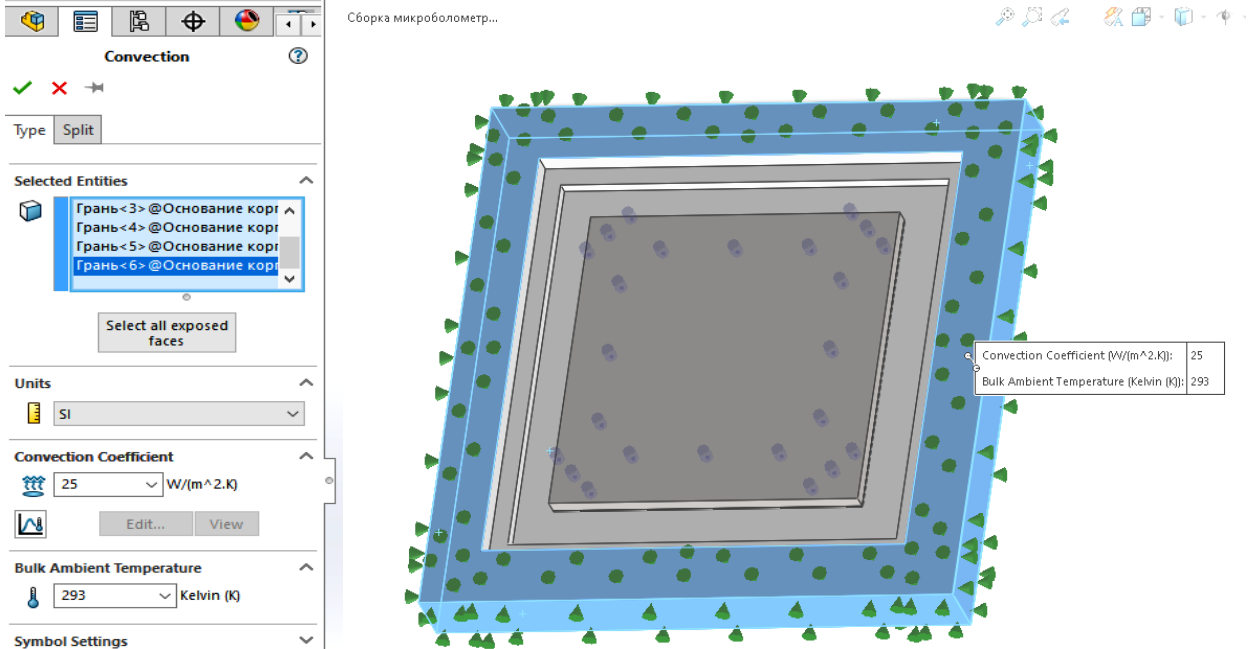 Сборка микроболометр...
Convection
Type Split
Selected Entities
Грань<3>@Основание корг
Грань<4>@Основание корг
Грань<5>@Основание корг
Грань<6>@Основание корг
Select all exposed
faces
Units
SI
Convection Coefficient
25 W/(m^2.K)
Edit... View
Bulk Ambient Temperature
293 Kelvin (K)
Symbol Settings
Convection Coefficient (W/(m^2.K)): 25
Bulk Ambient Temperature (Kelvin (K)): 293